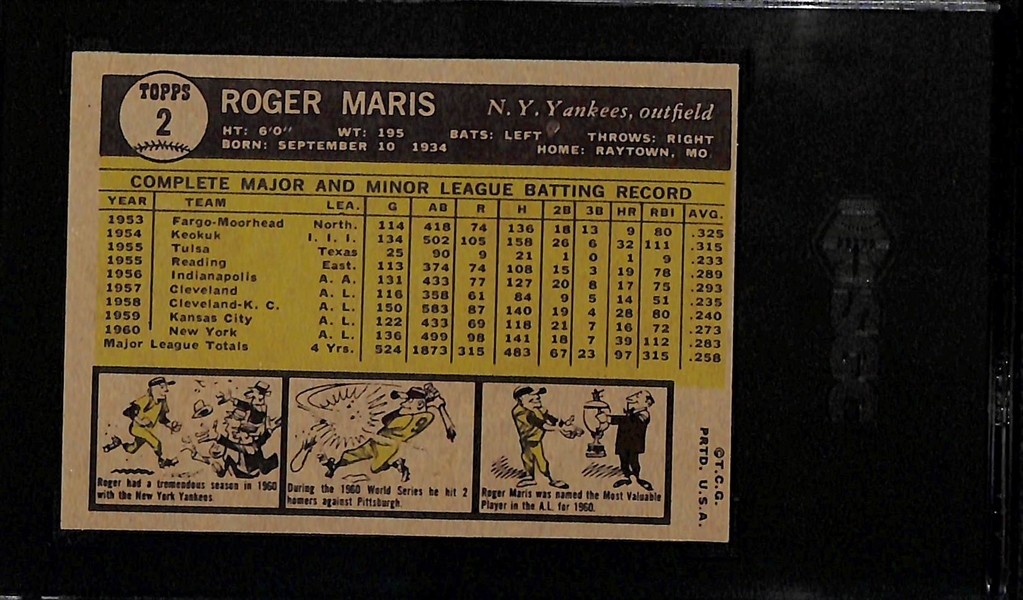 TOPPS
2
ROGER MARIS N. Y. Yankees, outfield
HT: 6'0" WT: 195 BATS: LEFT THROWS: RIGHT
BORN: SEPTEMBER 10 1934 HOME: RAYTOWN, MO.
COMPLETE MAJOR AND MINOR LEAGUE BATTING RECORD
YEAR TEAM LEA. G AB R H 2B 3B HR RBI AVG.
1953 Fargo-Moorhead North. 114 418 74 136 18 13 9 80 .325
1954 Keokuk I. I. I. 134 502 105 158 26 6 32 111 .315
1955 Tulsa Texas 25 90 9 21 1 0 1 9 .233
1955 Reading East. 113 374 74 108 15 3 19 78 .289
1956 Indianapolis A. A. 131 433 77 127 20 8 17 75 .293
1957 Cleveland A. L. 116 358 61 84 9 5 14 51 .235
1958 Cleveland-K. C. A. L. 150 583 87 140 19 4 28 80 .240
1959 Kansas City A. L. 122 433 69 118 21 7 16 72 .273
1960 New York A. L. 136 499 98 141 18 7 39 112 .283
Major League Totals 4 Yrs. 524 1873 315 483 67 23 97 315 .258
Roger had a tremendous season in 1960
with the New York Yankees.
9
During the 1960 World Series he hit 2
homers against Pittsburgh.
Roger Maris was named the Most Valuable
Player in the A.L. for 1960.
©T.C.G.
PRTD. U.S.A.
SGC